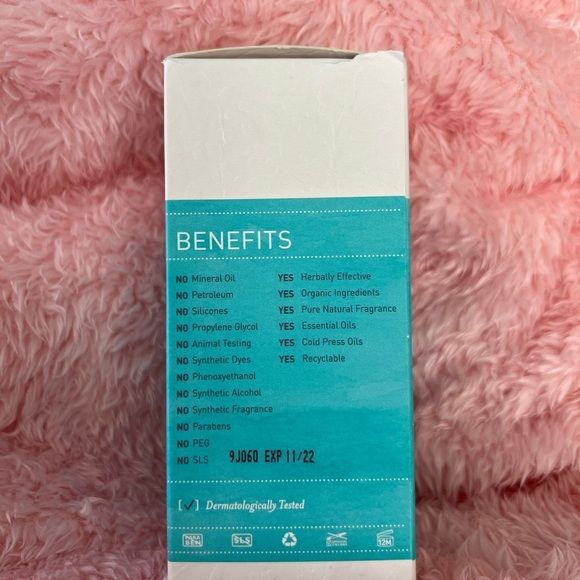 BENEFITS
NO Mineral Oil
NO Petroleum
NO Silicones
NO Propylene Glycol
NO Animal Testing
NO Synthetic Dyes
NO Phenoxyethanol
NO Synthetic Alcohol
NO Synthetic Fragrance
NO Parabens
NO PEG
NO SLS
YES Herbally Effective
YES Organic Ingredients
YES Pure Natural Fragrance
YES Essential Oils
YES Cold Press Oils
YES Recyclable
9J060 EXP 11/22
[✓] Dermatologically Tested
PARA
BEN
SLS
12M